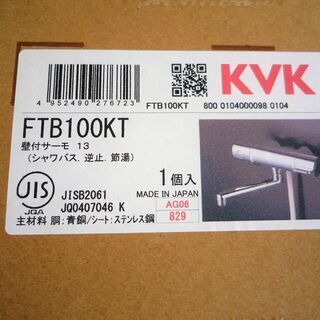 KVK
4 952490 276723
FTB100KT
800 0104000098 0104
FTB100KT
壁付サーモ 13
(シャワバス. 逆止. 節湯)
1個入
MADE IN JAPAN
AG06
829
JIS
JQA
JISB2061
JQ0407046 K
主材料 胴:青銅/シート:ステンレス鋼